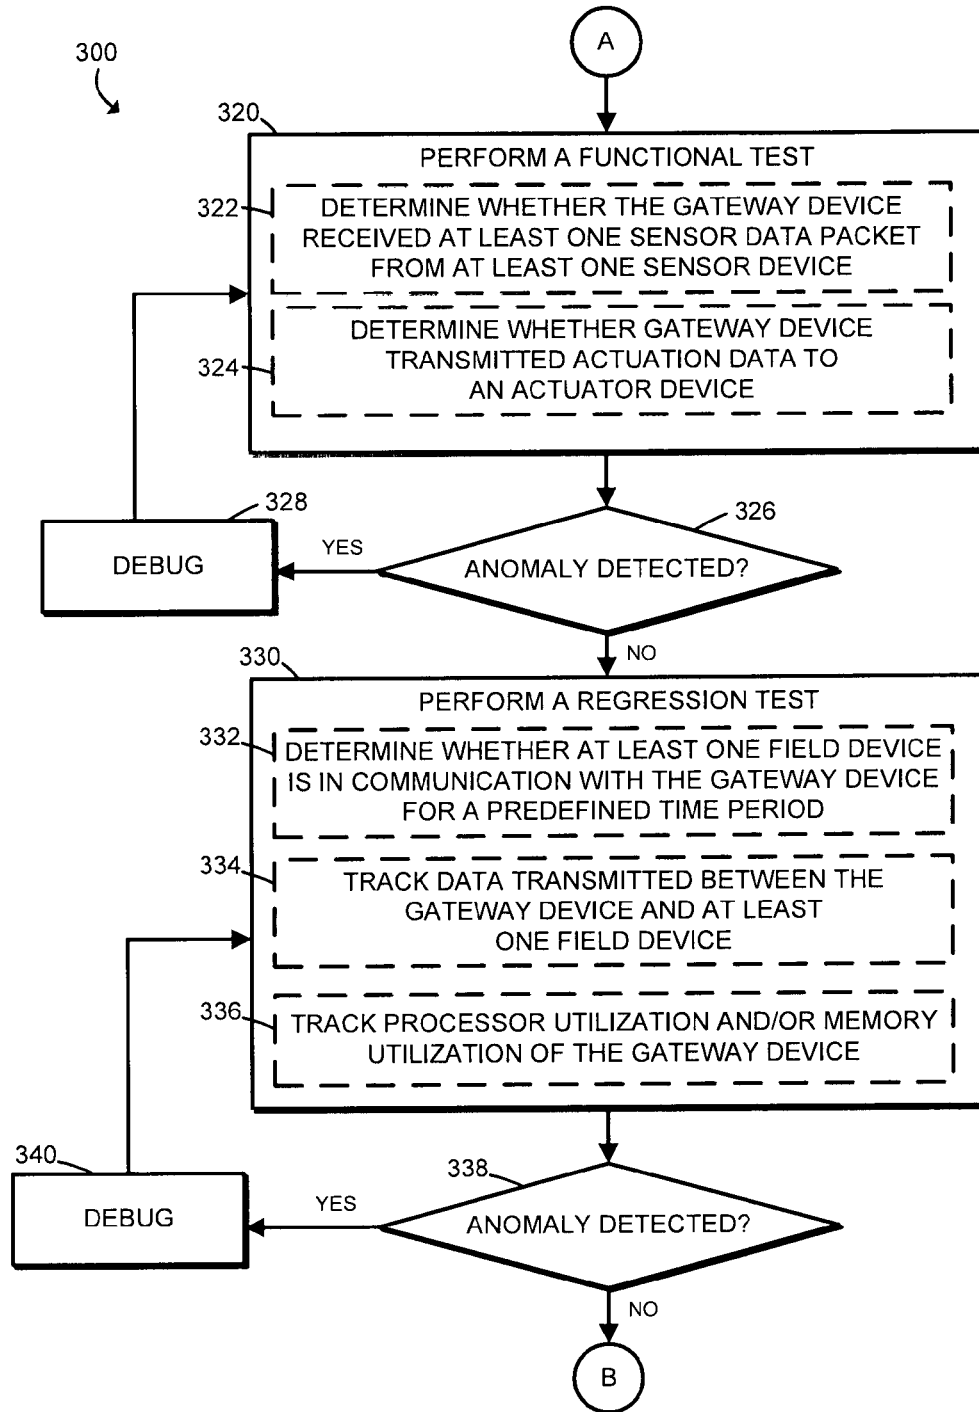 A
300
320
PERFORM A FUNCTIONAL TEST
322
DETERMINE WHETHER THE GATEWAY DEVICE
RECEIVED AT LEAST ONE SENSOR DATA PACKET
FROM AT LEAST ONE SENSOR DEVICE
324
DETERMINE WHETHER GATEWAY DEVICE
TRANSMITTED ACTUATION DATA TO
AN ACTUATOR DEVICE
328
DEBUG
YES
326
ANOMALY DETECTED?
NO
330
PERFORM A REGRESSION TEST
332
DETERMINE WHETHER AT LEAST ONE FIELD DEVICE
IS IN COMMUNICATION WITH THE GATEWAY DEVICE
FOR A PREDEFINED TIME PERIOD
334
TRACK DATA TRANSMITTED BETWEEN THE
GATEWAY DEVICE AND AT LEAST
ONE FIELD DEVICE
336
TRACK PROCESSOR UTILIZATION AND/OR MEMORY
UTILIZATION OF THE GATEWAY DEVICE
340
DEBUG
YES
338
ANOMALY DETECTED?
NO
B